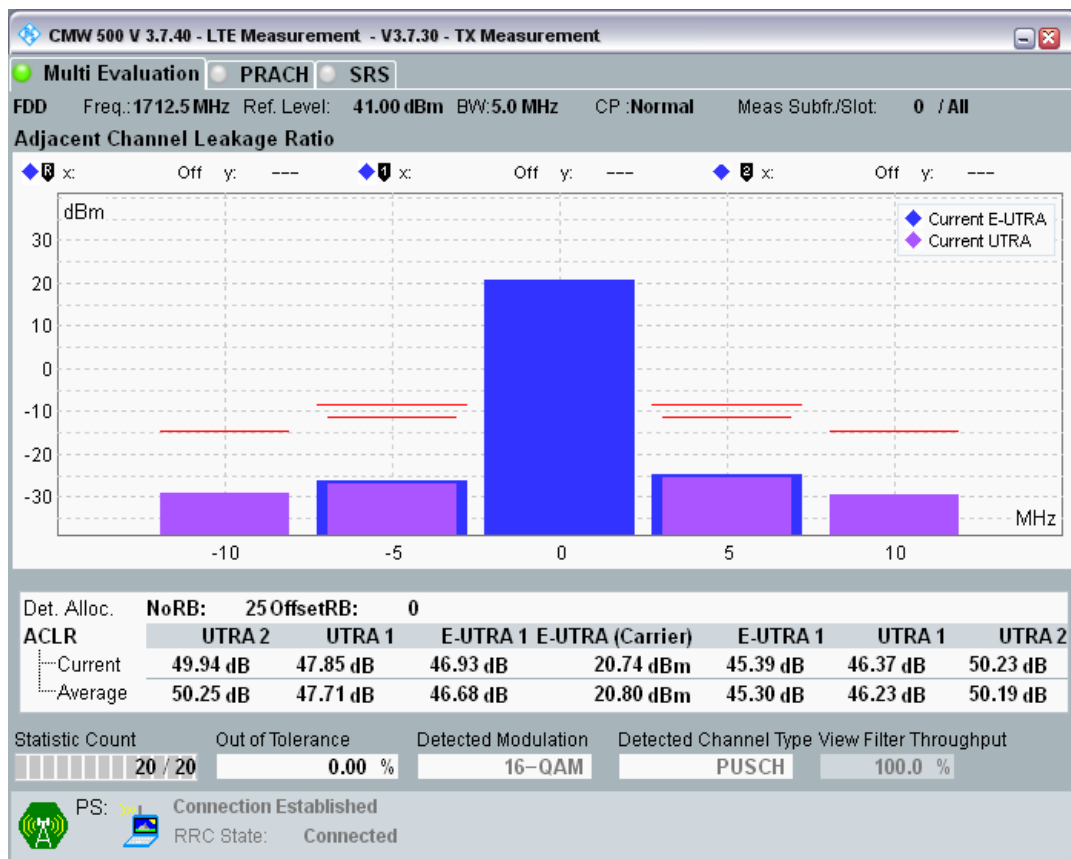 CMW 500 V 3.7.40 - LTE Measurement - V3.7.30 - TX Measurement
Multi Evaluation PRACH SRS
FDD Freq.:1712.5 MHz Ref. Level: 41.00 dBm BW:5.0 MHz CP :Normal Meas Subfr./Slot: 0 / All
Adjacent Channel Leakage Ratio
R x: Off y: --- 1 x: Off y: --- 2 x: Off y: ---
dBm
Current E-UTRA
Current UTRA
30
20
10
0
-10
-20
-30
MHz
-10 -5 0 5 10
Det. Alloc. NoRB: 25 OffsetRB: 0
ACLR UTRA 2 UTRA 1 E-UTRA 1 E-UTRA (Carrier) E-UTRA 1 UTRA 1 UTRA 2
Current 49.94 dB 47.85 dB 46.93 dB 20.74 dBm 45.39 dB 46.37 dB 50.23 dB
Average 50.25 dB 47.71 dB 46.68 dB 20.80 dBm 45.30 dB 46.23 dB 50.19 dB
Statistic Count Out of Tolerance Detected Modulation Detected Channel Type View Filter Throughput
20 / 20 0.00 % 16-QAM PUSCH 100.0 %
PS: Connection Established
RRC State: Connected